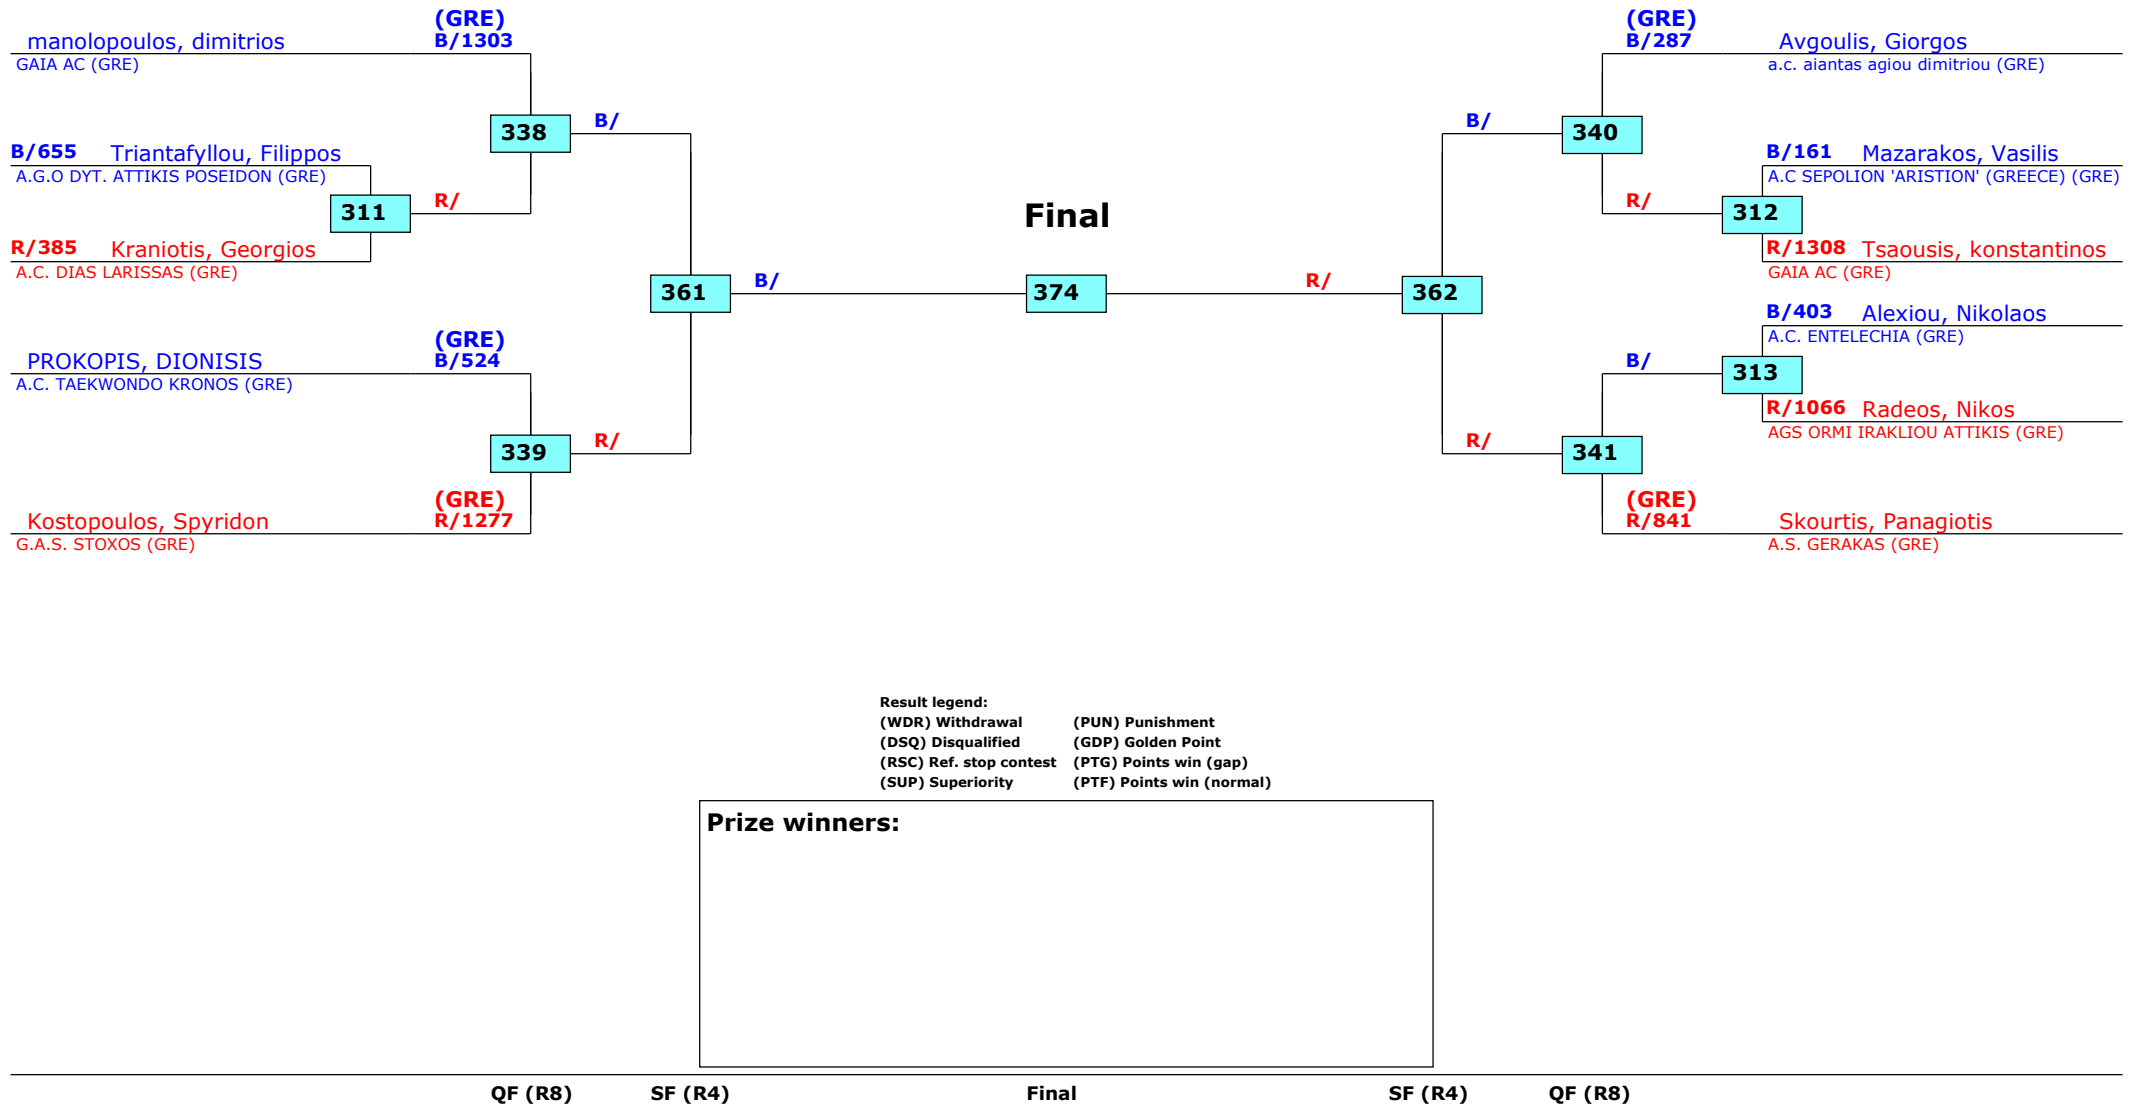 (GRE)
manolopoulos, dimitrios B/1303
GAIA AC (GRE)
338
B/
B/655 Triantafyllou, Filippos
A.G.O DYT. ATTIKIS POSEIDON (GRE)
311
R/
R/385 Kraniotis, Georgios
A.C. DIAS LARISSAS (GRE)
361
B/
(GRE)
PROKOPIS, DIONISIS B/524
A.C. TAEKWONDO KRONOS (GRE)
339
R/
(GRE)
Kostopoulos, Spyridon R/1277
G.A.S. STOXOS (GRE)
Final
374
(GRE)
B/287 Avgoulis, Giorgos
a.c. aiantas agiou dimitriou (GRE)
B/
340
B/161 Mazarakos, Vasilis
A.C SEPOLION 'ARISTION' (GREECE) (GRE)
R/
312
R/1308 Tsaousis, konstantinos
GAIA AC (GRE)
R/
362
B/403 Alexiou, Nikolaos
A.C. ENTELECHIA (GRE)
B/
313
R/1066 Radeos, Nikos
AGS ORMI IRAKLIOU ATTIKIS (GRE)
R/
341
(GRE)
R/841 Skourtis, Panagiotis
A.S. GERAKAS (GRE)
Result legend:
(WDR) Withdrawal (PUN) Punishment
(DSQ) Disqualified (GDP) Golden Point
(RSC) Ref. stop contest (PTG) Points win (gap)
(SUP) Superiority (PTF) Points win (normal)
Prize winners:
QF (R8) SF (R4) Final SF (R4) QF (R8)